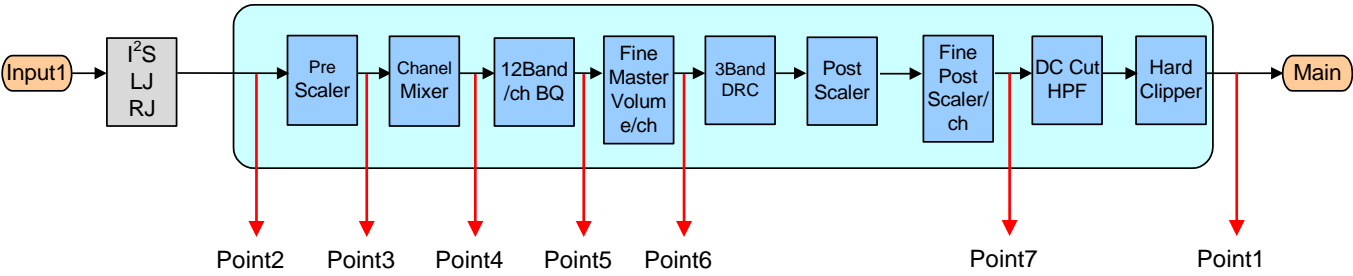 Input1
I²S
LJ
RJ
Pre
Scaler
Chanel
Mixer
12Band
/ch BQ
Fine
Master
Volum
e/ch
3Band
DRC
Post
Scaler
Fine
Post
Scaler/
ch
DC Cut
HPF
Hard
Clipper
Main
Point2
Point3
Point4
Point5
Point6
Point7
Point1